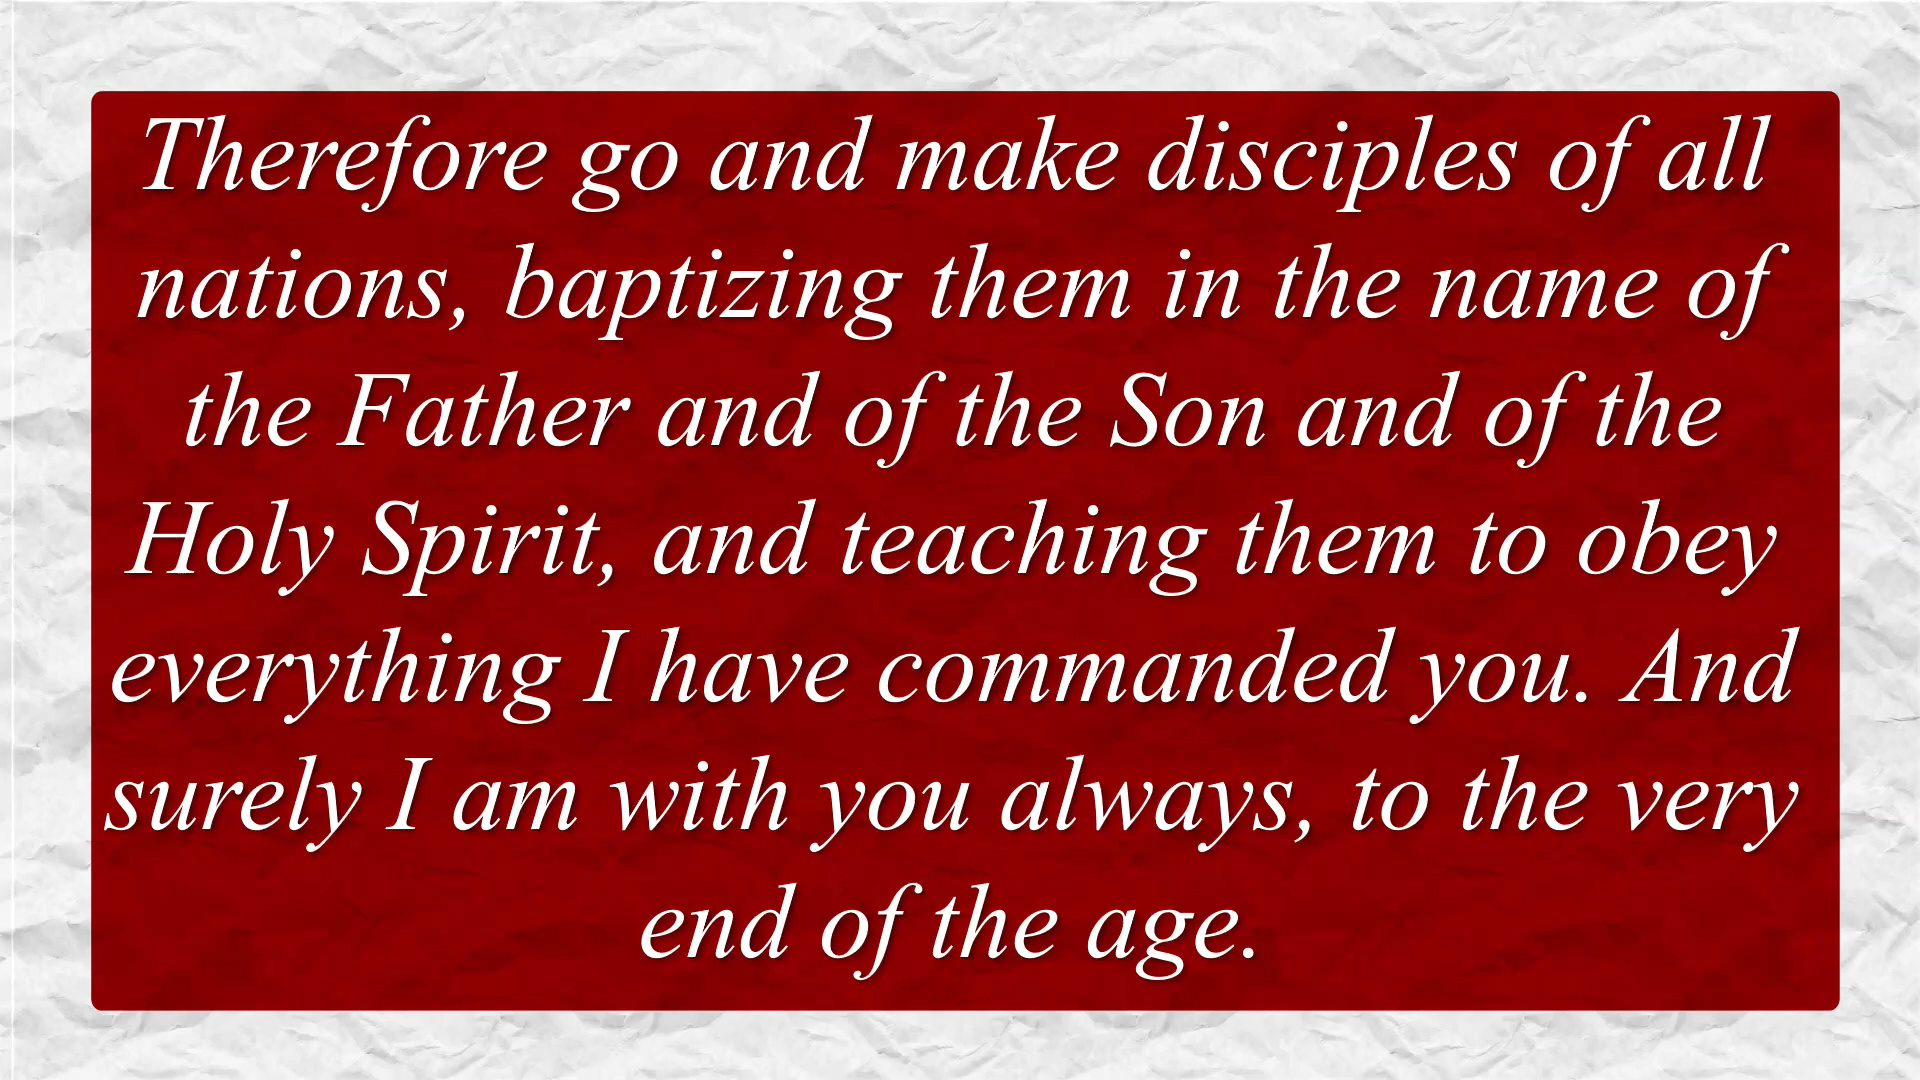 Therefore go and make disciples of all
nations, baptizing them in the name of
the Father and of the Son and of the
Holy Spirit, and teaching them to obey
everything I have commanded you. And
surely I am with you always, to the very
end of the age.